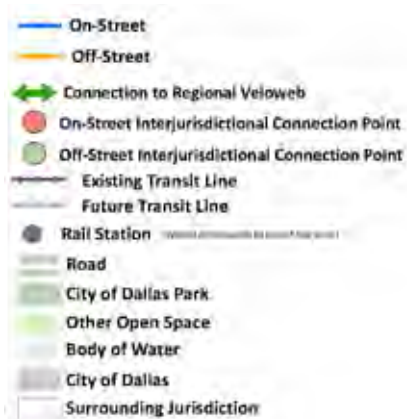 On-Street
Off-Street
Connection to Regional Veloweb
On-Street Interjurisdictional Connection Point
Off-Street Interjurisdictional Connection Point
Existing Transit Line
Future Transit Line
Rail Station
Road
City of Dallas Park
Other Open Space
Body of Water
City of Dallas
Surrounding Jurisdiction